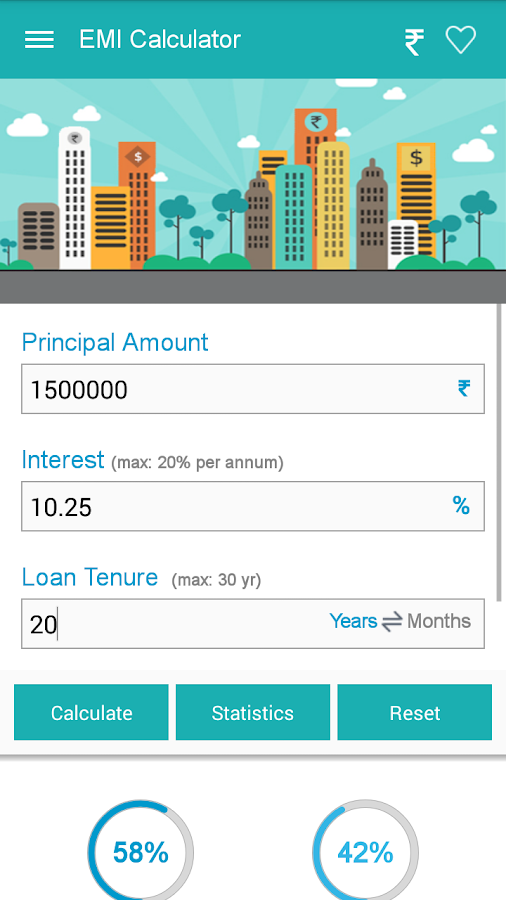 EMI Calculator ₹
₹ $ ₹ $
Principal Amount
1500000 ₹
Interest (max: 20% per annum)
10.25 %
Loan Tenure (max: 30 yr)
20 Years Months
Calculate Statistics Reset
58% 42%